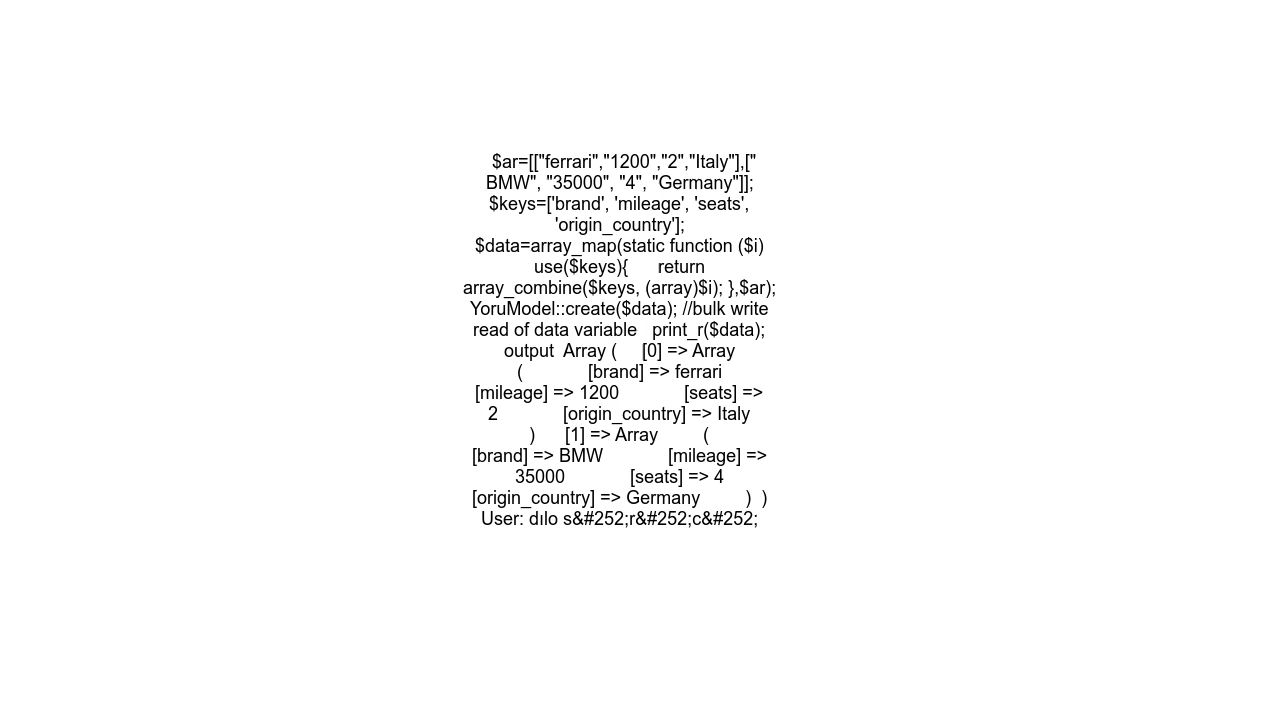 $ar=[["ferrari","1200","2","Italy"],["
BMW", "35000", "4", "Germany"]];
$keys=['brand', 'mileage', 'seats',
'origin_country'];
$data=array_map(static function ($i)
use($keys){      return
array_combine($keys, (array)$i); },$ar);
YoruModel::create($data); //bulk write
read of data variable   print_r($data);
output  Array (     [0] => Array
(             [brand] => ferrari
[mileage] => 1200             [seats] =>
2             [origin_country] => Italy
)      [1] => Array         (
[brand] => BMW             [mileage] =>
35000             [seats] => 4
[origin_country] => Germany         )  )
User: dılo s&#252;r&#252;c&#252;